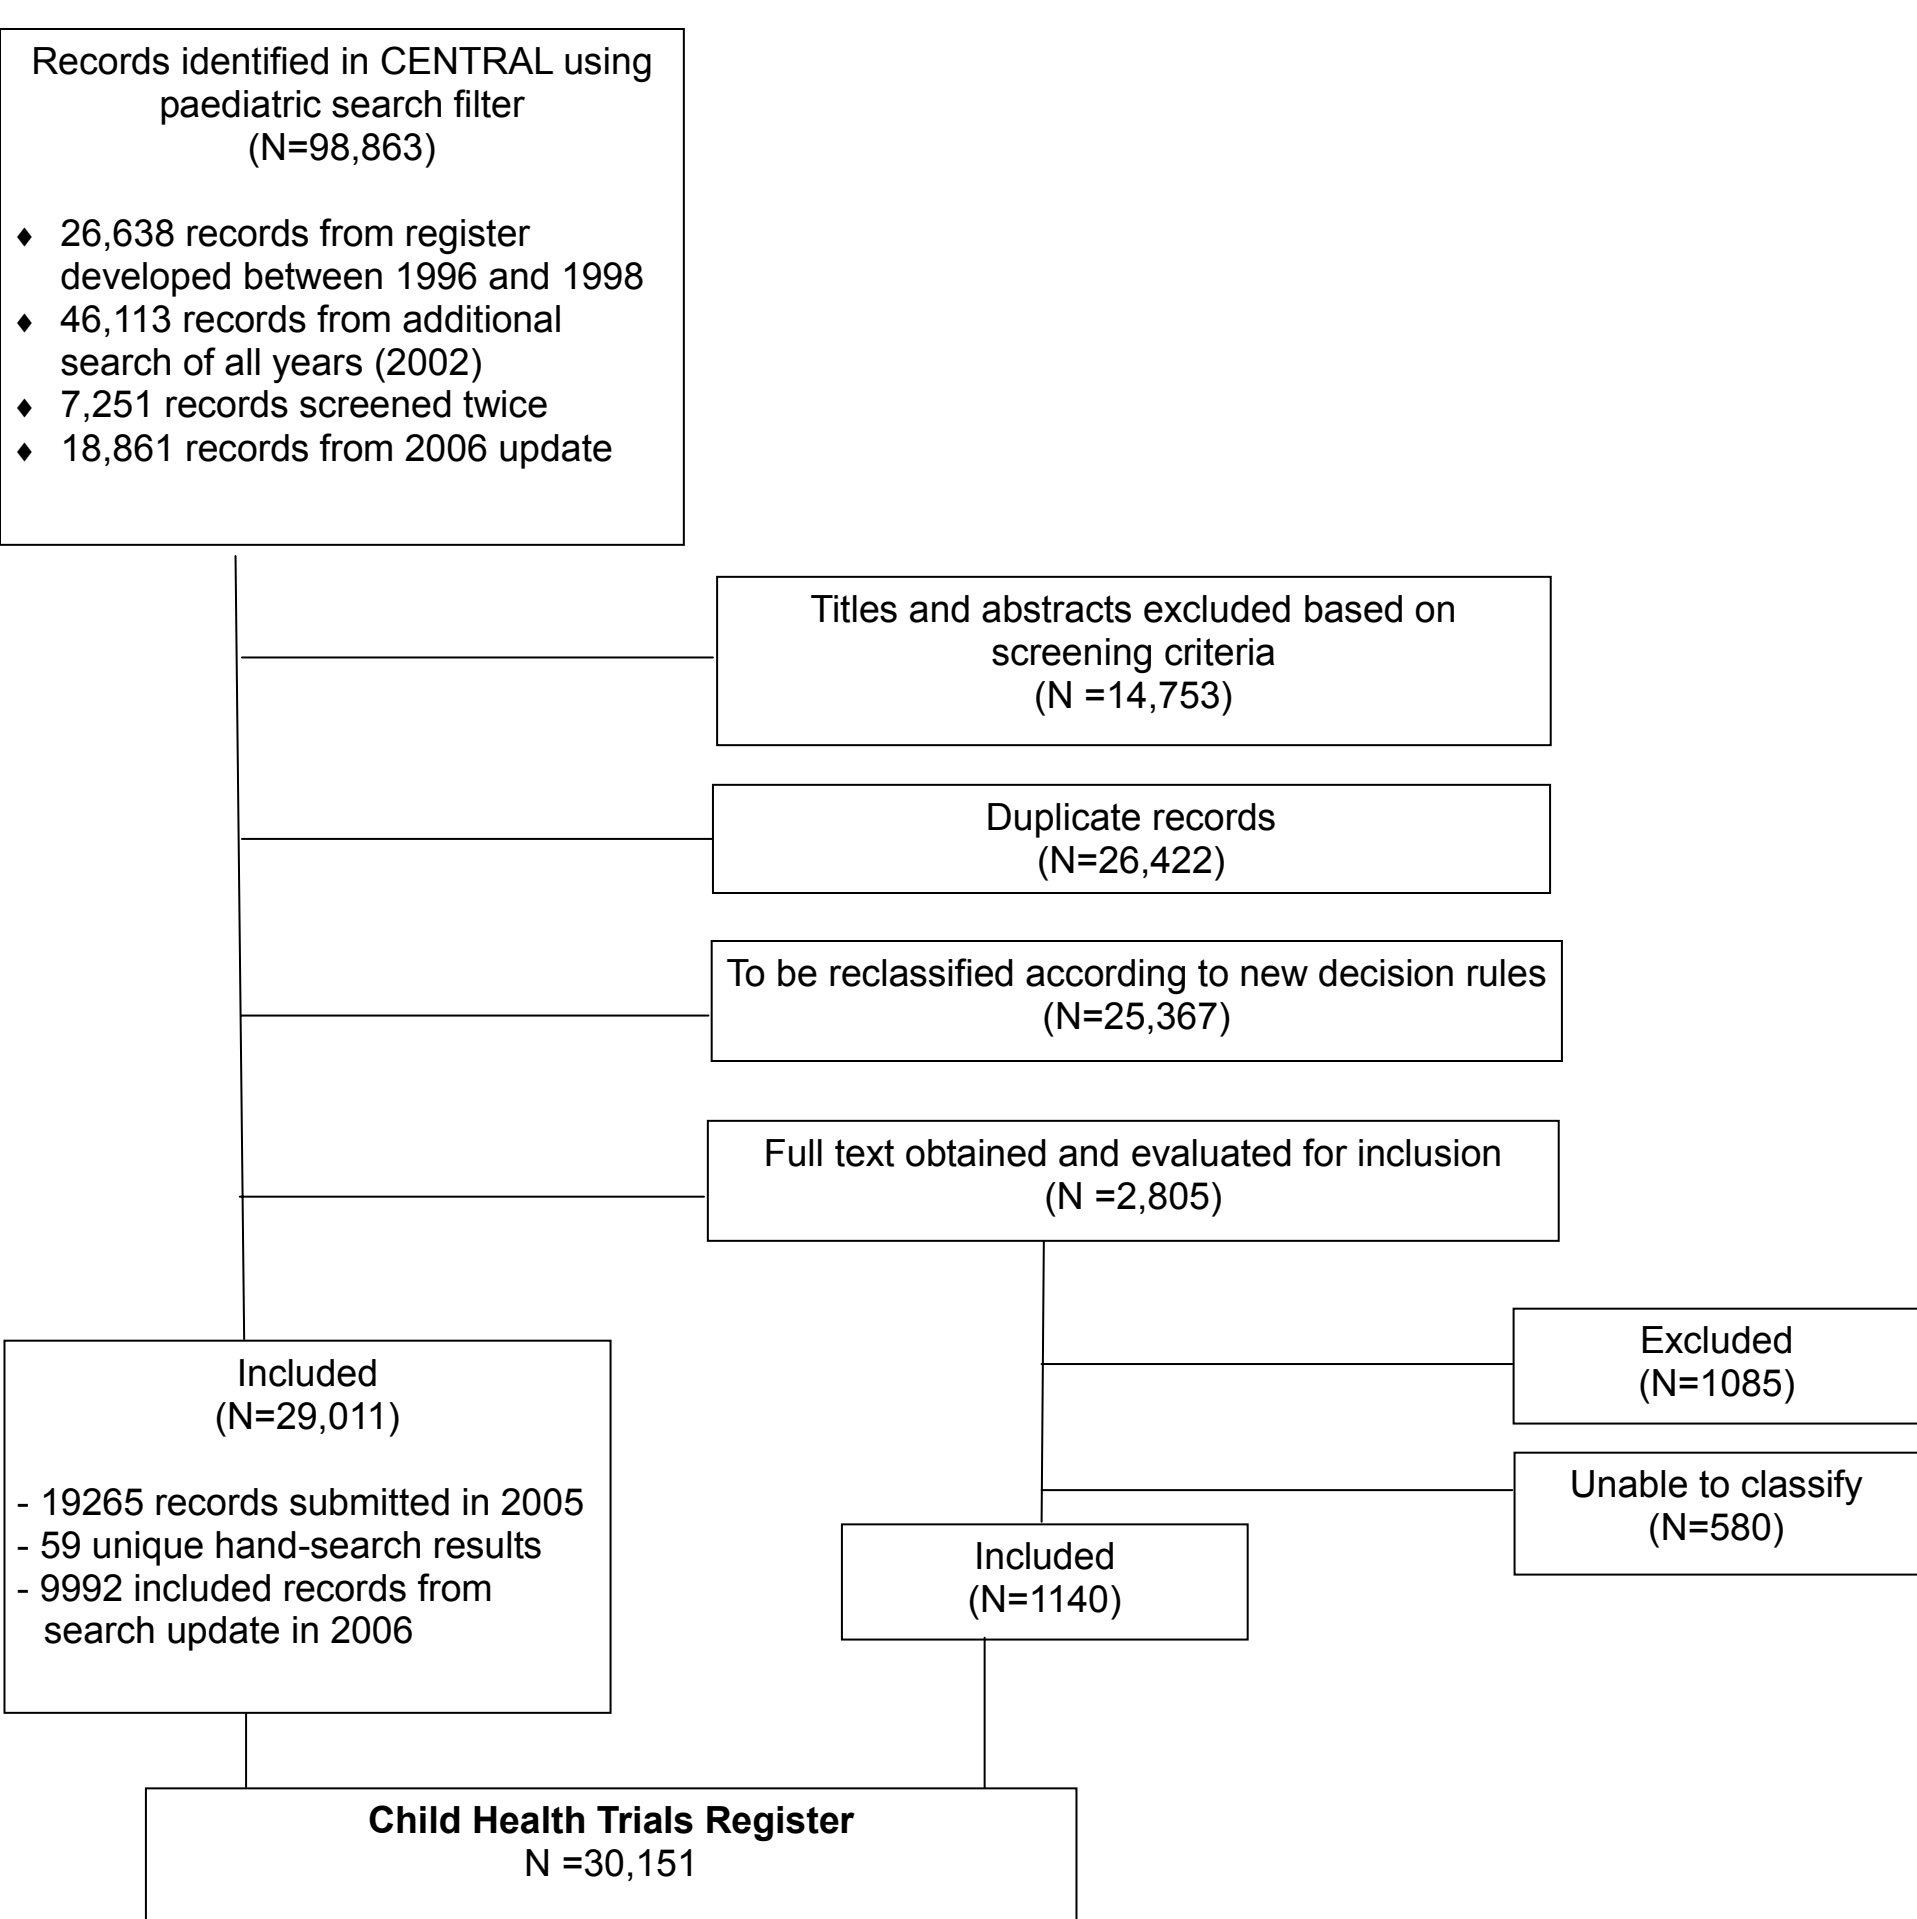 Records identified in CENTRAL using
paediatric search filter
(N=98,863)
♦ 26,638 records from register
developed between 1996 and 1998
♦ 46,113 records from additional
search of all years (2002)
♦ 7,251 records screened twice
♦ 18,861 records from 2006 update
Titles and abstracts excluded based on
screening criteria
(N =14,753)
Duplicate records
(N=26,422)
To be reclassified according to new decision rules
(N=25,367)
Full text obtained and evaluated for inclusion
(N =2,805)
Excluded
(N=1085)
Unable to classify
(N=580)
Included
(N=29,011)
- 19265 records submitted in 2005
- 59 unique hand-search results
- 9992 included records from
search update in 2006
Included
(N=1140)
Child Health Trials Register
N =30,151